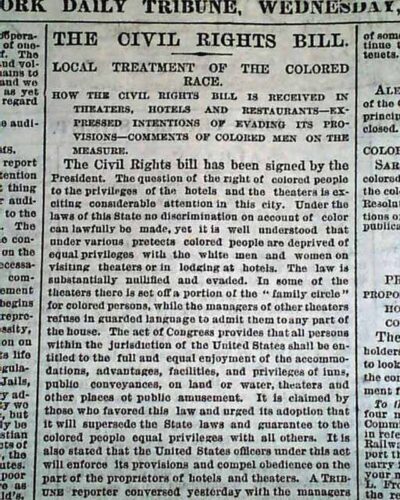 ORK DAILY TRIBUNE, WEDNESDAY,
THE CIVIL RIGHTS BILL.
LOCAL TREATMENT OF THE COLORED
RACE.
HOW THE CIVIL RIGHTS BILL IS RECEIVED IN
THEATERS, HOTELS AND RESTAURANTS—EX-
PRESSED INTENTIONS OF EVADING ITS PRO-
VISIONS—COMMENTS OF COLORED MEN ON THE
MEASURE.
The Civil Rights bill has been signed by the
President. The question of the right of colored people
to the privileges of the hotels and the theaters is ex-
citing considerable attention in this city. Under the
laws of this State no discrimination on account of color
can lawfully be made, yet it is well understood that
under various protects colored people are deprived of
equal privileges with the white men and women on
visiting theaters or in lodging at hotels. The law is
substantially nullified and evaded. In some of the
theaters there is set off a portion of the "family circle"
for colored persons, while the managers of other theaters
refuse in guarded language to admit them to any part of
the house. The act of Congress provides that all persons
within the jurisdiction of the United States shall be en-
titled to the full and equal enjoyment of the accommo-
dations, advantages, facilities, and privileges of inns,
public conveyances, on land or water, theaters and
other places of public amusement. It is claimed by
those who favored this law and urged its adoption that
it will supersede the State laws and guarantee to the
colored people equal privileges with all others. It is
also stated that the United States officers under this act
will enforce its provisions and compel obedience on the
part of the proprietors of hotels and theaters. A TRIB-
UNE reporter conversed yesterday with the managers